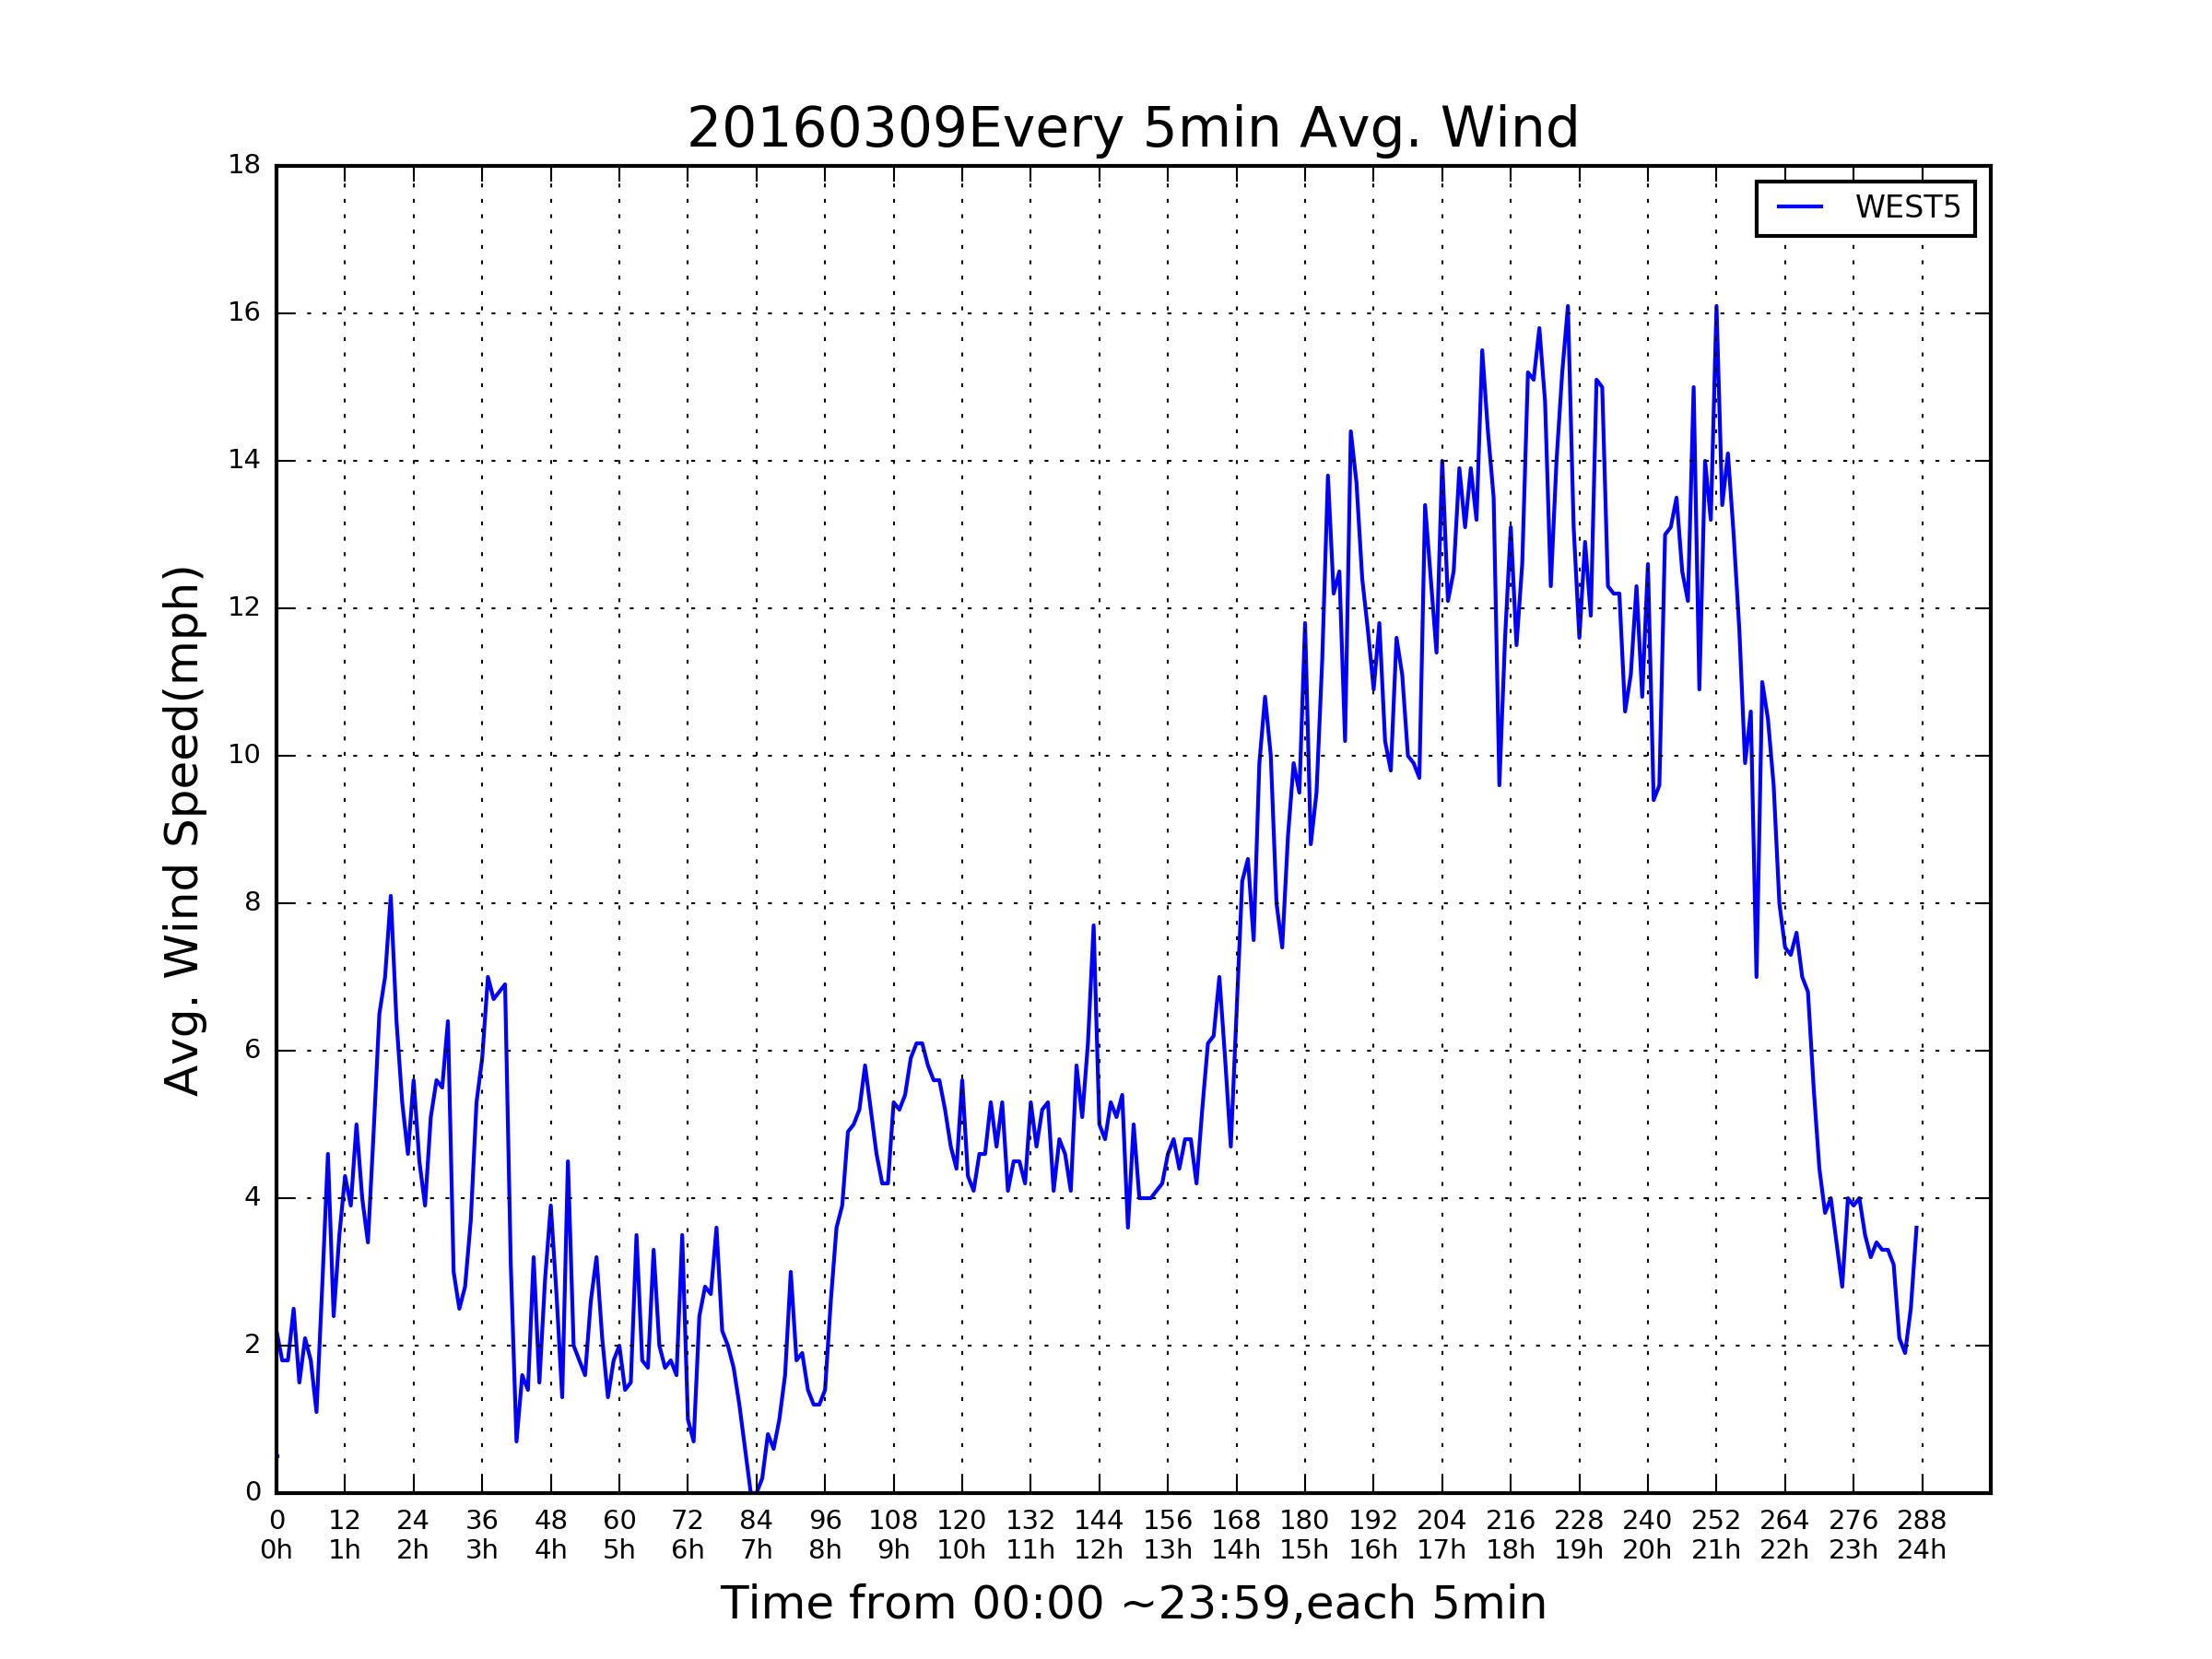 20160309Every 5min Avg. Wind
WEST5
Avg. Wind Speed(mph)
18
16
14
12
10
8
6
4
2
0
0 12 24 36 48 60 72 84 96 108 120 132 144 156 168 180 192 204 216 228 240 252 264 276 288
0h 1h 2h 3h 4h 5h 6h 7h 8h 9h 10h 11h 12h 13h 14h 15h 16h 17h 18h 19h 20h 21h 22h 23h 24h
Time from 00:00 ~23:59,each 5min